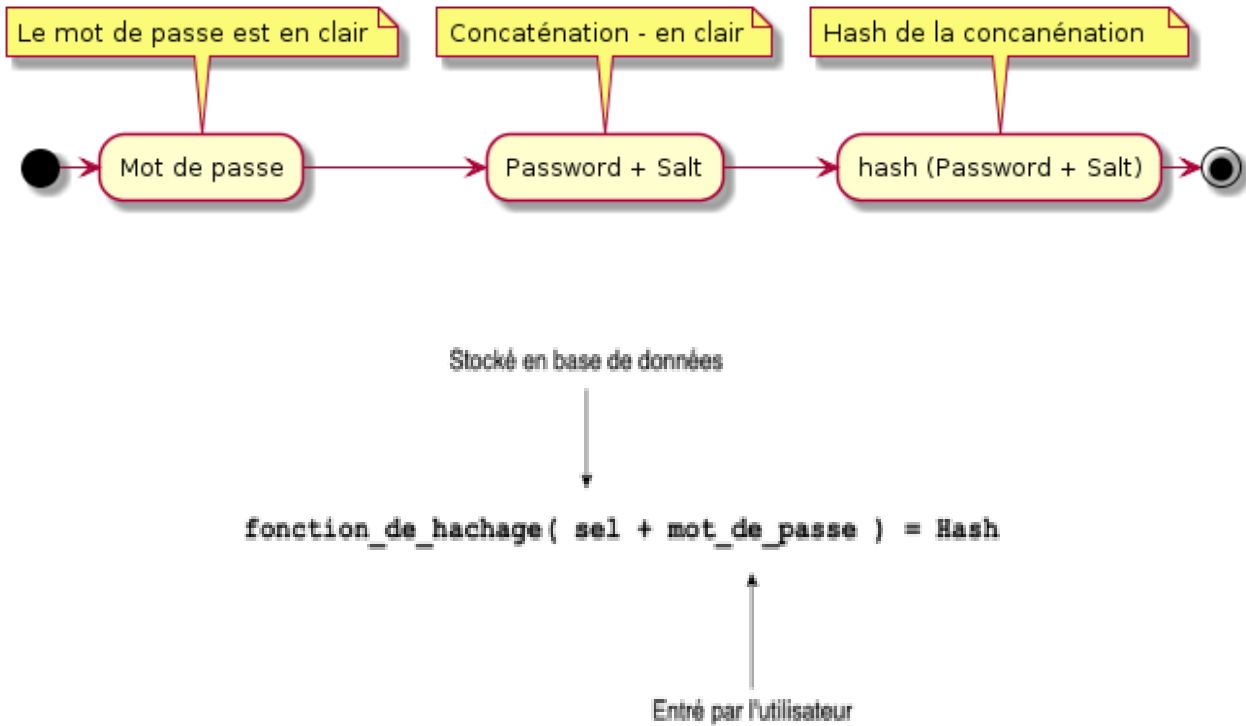 Le mot de passe est en clair
Concaténation - en clair
Hash de la concanénation
Mot de passe
Password + Salt
hash (Password + Salt)
Stocké en base de données
fonction_de_hachage( sel + mot_de_passe ) = Hash
Entré par l'utilisateur